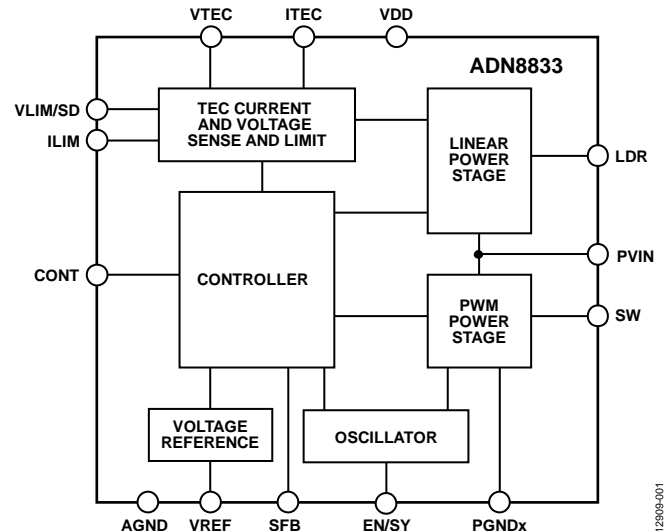 VTEC
ITEC
VDD
ADN8833
VLIM/SD
ILIM
TEC CURRENT
AND VOLTAGE
SENSE AND LIMIT
LINEAR
POWER
STAGE
LDR
CONT
CONTROLLER
PVIN
PWM
POWER
STAGE
SW
VOLTAGE
REFERENCE
OSCILLATOR
AGND
VREF
SFB
EN/SY
PGNDx
12909-001